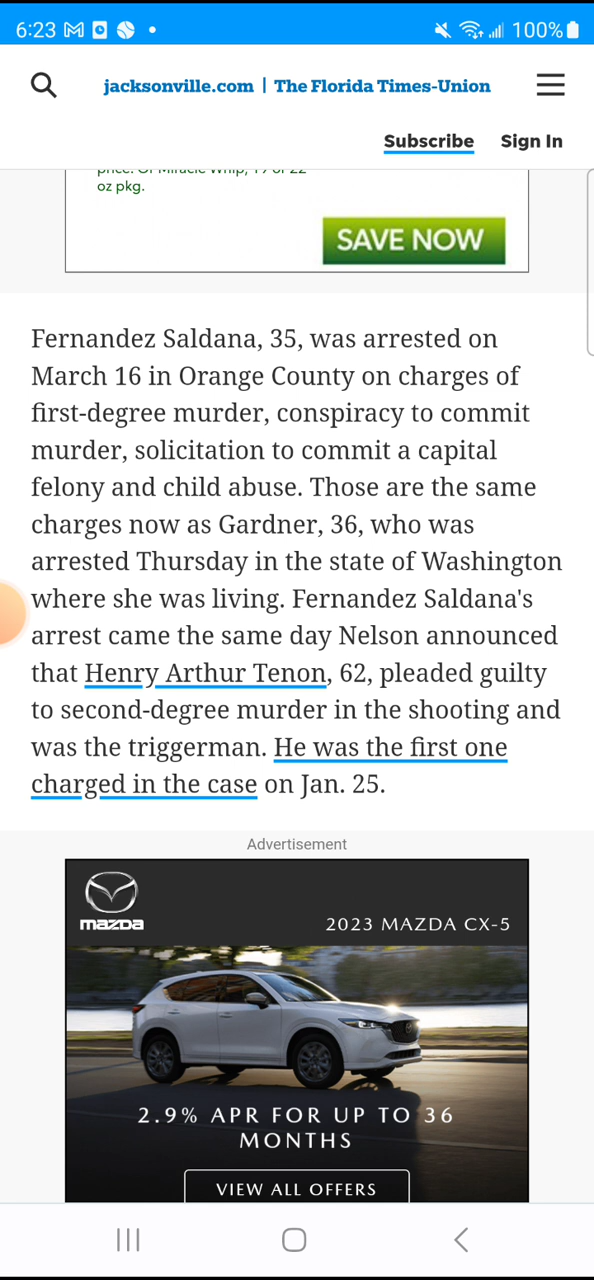 6:23
100%
jacksonville.com | The Florida Times-Union
Subscribe Sign In
price. Or Miracle Whip, 19 or 22
oz pkg.
SAVE NOW
Fernandez Saldana, 35, was arrested on
March 16 in Orange County on charges of
first-degree murder, conspiracy to commit
murder, solicitation to commit a capital
felony and child abuse. Those are the same
charges now as Gardner, 36, who was
arrested Thursday in the state of Washington
where she was living. Fernandez Saldana's
arrest came the same day Nelson announced
that Henry Arthur Tenon, 62, pleaded guilty
to second-degree murder in the shooting and
was the triggerman. He was the first one
charged in the case on Jan. 25.
Advertisement
mazda
2023 MAZDA CX-5
2.9% APR FOR UP TO 36
MONTHS
VIEW ALL OFFERS